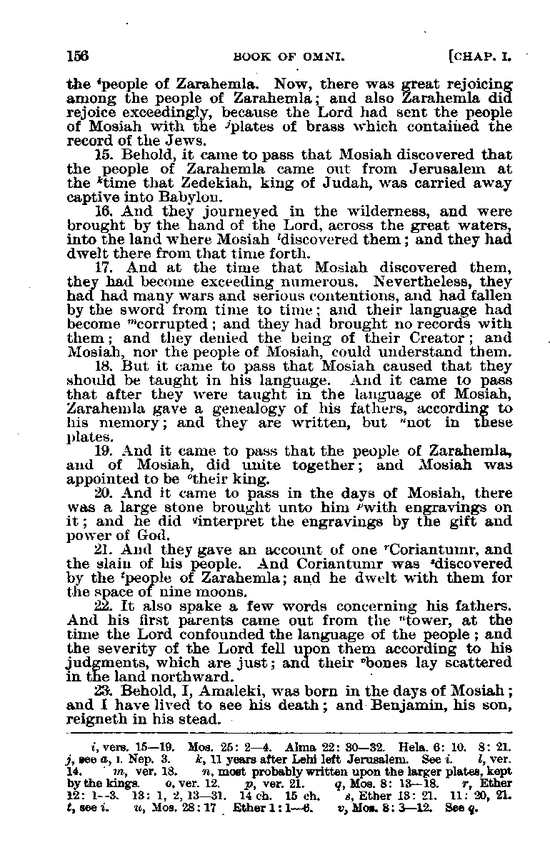 156 BOOK OF OMNI. [CHAP. I.
the ⁱpeople of Zarahemla. Now, there was great rejoicing
among the people of Zarahemla; and also Zarahemla did
rejoice exceedingly, because the Lord had sent the people
of Mosiah with the ʲplates of brass which contained the
record of the Jews.
15. Behold, it came to pass that Mosiah discovered that
the people of Zarahemla came out from Jerusalem at
the ᵏtime that Zedekiah, king of Judah, was carried away
captive into Babylon.
16. And they journeyed in the wilderness, and were
brought by the hand of the Lord, across the great waters,
into the land where Mosiah ˡdiscovered them; and they had
dwelt there from that time forth.
17. And at the time that Mosiah discovered them,
they had become exceeding numerous. Nevertheless, they
had had many wars and serious contentions, and had fallen
by the sword from time to time; and their language had
become ᵐcorrupted; and they had brought no records with
them; and they denied the being of their Creator; and
Mosiah, nor the people of Mosiah, could understand them.
18. But it came to pass that Mosiah caused that they
should be taught in his language. And it came to pass
that after they were taught in the language of Mosiah,
Zarahemla gave a genealogy of his fathers, according to
his memory; and they are written, but ⁿnot in these
plates.
19. And it came to pass that the people of Zarahemla,
and of Mosiah, did unite together; and Mosiah was
appointed to be ᵒtheir king.
20. And it came to pass in the days of Mosiah, there
was a large stone brought unto him ᵖwith engravings on
it; and he did ᑫinterpret the engravings by the gift and
power of God.
21. And they gave an account of one ʳCoriantumr, and
the slain of his people. And Coriantumr was ˢdiscovered
by the ᵗpeople of Zarahemla; and he dwelt with them for
the space of nine moons.
22. It also spake a few words concerning his fathers.
And his first parents came out from the ᵘtower, at the
time the Lord confounded the language of the people; and
the severity of the Lord fell upon them according to his
judgments, which are just; and their ᵛbones lay scattered
in the land northward.
23. Behold, I, Amaleki, was born in the days of Mosiah;
and I have lived to see his death; and Benjamin, his son,
reigneth in his stead.
i, vers. 15—19. Mos. 25: 2—4. Alma 22: 30—32. Hela. 6: 10. 8: 21.
j, see a, 1. Nep. 3. k, 11 years after Lehi left Jerusalem. See i. l, ver.
14. m, ver. 18. n, most probably written upon the larger plates, kept
by the kings. o, ver. 12. p, ver. 21. q, Mos. 8: 13—18. r, Ether
12: 1—3. 13: 1, 2, 13—31. 14 ch. 15 ch. s, Ether 13: 21. 11: 20, 21.
t, see i. u, Mos. 28: 17 Ether 1: 1—6. v, Mos. 8: 3—12. See q.